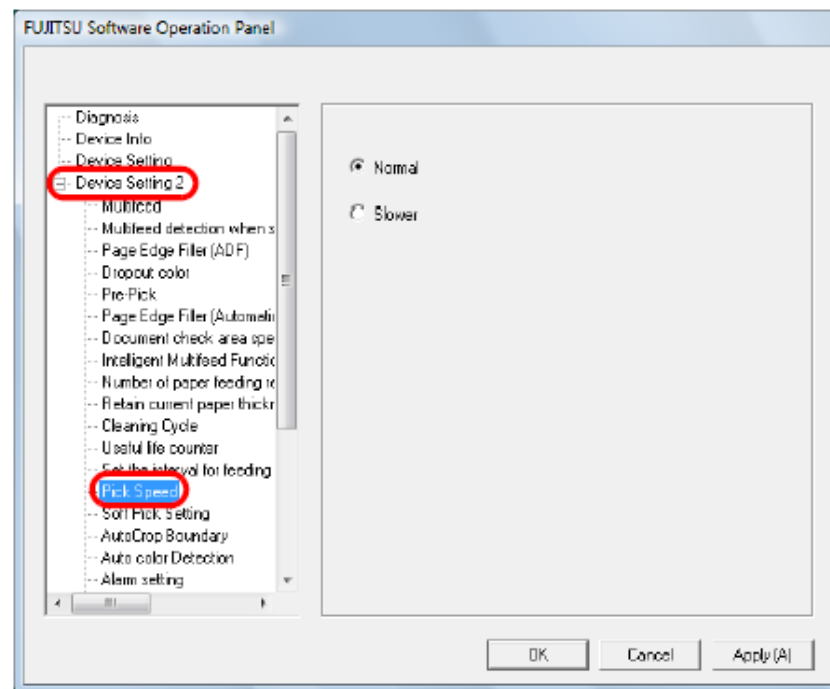 FUJITSU Software Operation Panel
Diagnosis
Device Info
Device Setting
Device Setting 2
Multifeed
Multifeed detection when s
Page Edge Filler (ADF)
Dropout color
Pre-Pick
Page Edge Filler (Automati
Document check area spe
Intelligent Multifeed Functio
Number of paper feeding re
Retain current paper thickr
Cleaning Cycle
Useful life counter
Set the interval for feeding
Pick Speed
Soft Pick Setting
AutoCrop Boundary
Auto color Detection
Alarm setting
Normal
Slower
OK
Cancel
Apply (A)